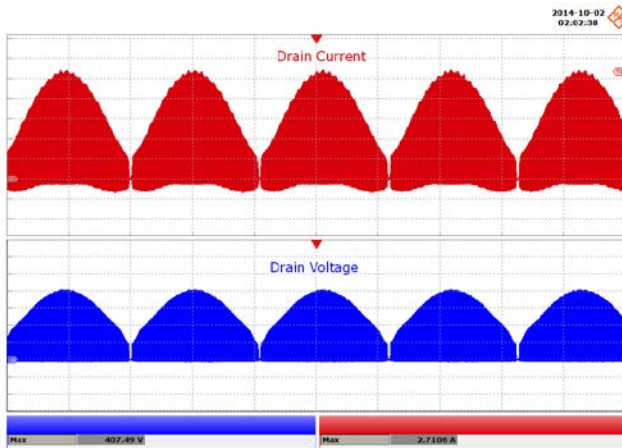 2014-10-02
02:02:38
Drain Current
Drain Voltage
Max 407.49 V
Max 2.7106 A